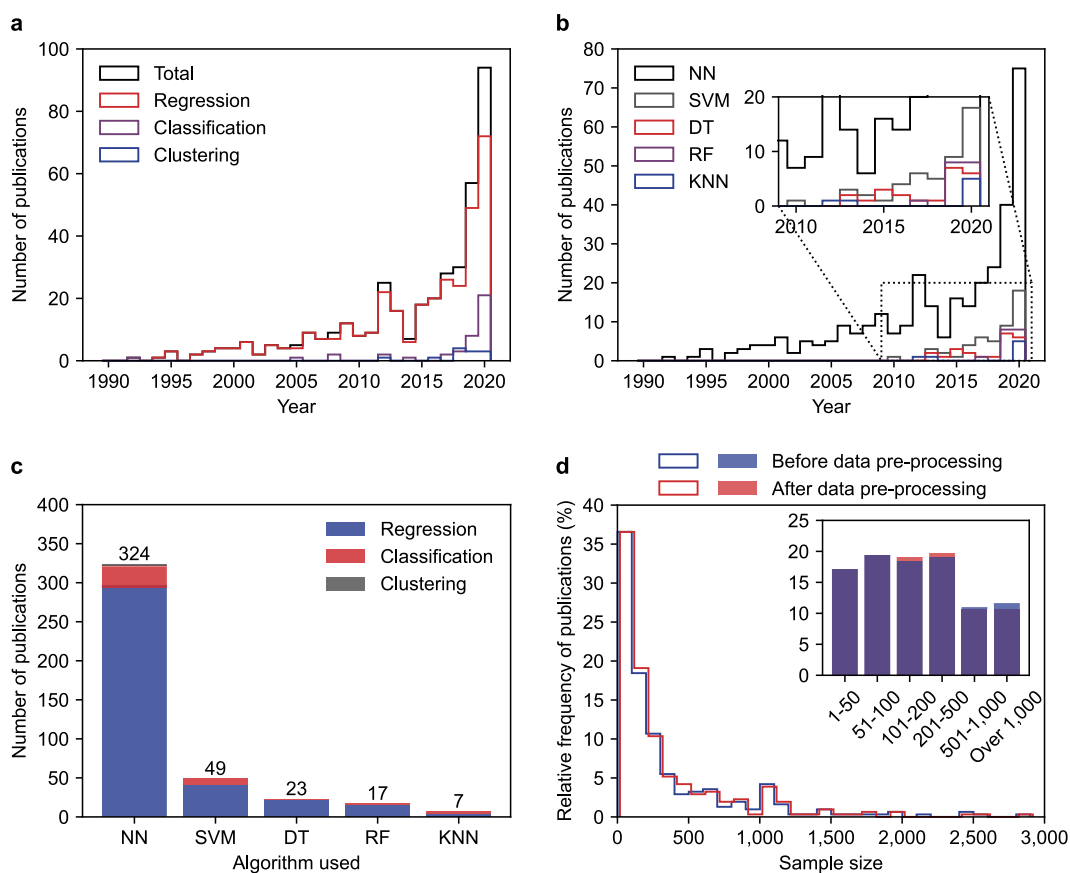 a
100
80
60
40
20
0
Number of publications
Total
Regression
Classification
Clustering
1990 1995 2000 2005 2010 2015 2020
Year
b
80
70
60
50
40
30
20
10
0
Number of publications
NN
SVM
DT
RF
KNN
20
10
0
2010 2015 2020
1990 1995 2000 2005 2010 2015 2020
Year
c
400
350
300
250
200
150
100
50
0
Number of publications
Regression
Classification
Clustering
324
49
23
17
7
NN SVM DT RF KNN
Algorithm used
d
Before data pre-processing
After data pre-processing
40
35
30
25
20
15
10
5
0
Relative frequency of publications (%)
25
20
15
10
5
0
1-50
51-100
101-200
201-500
501-1,000
Over 1,000
0 500 1,000 1,500 2,000 2,500 3,000
Sample size